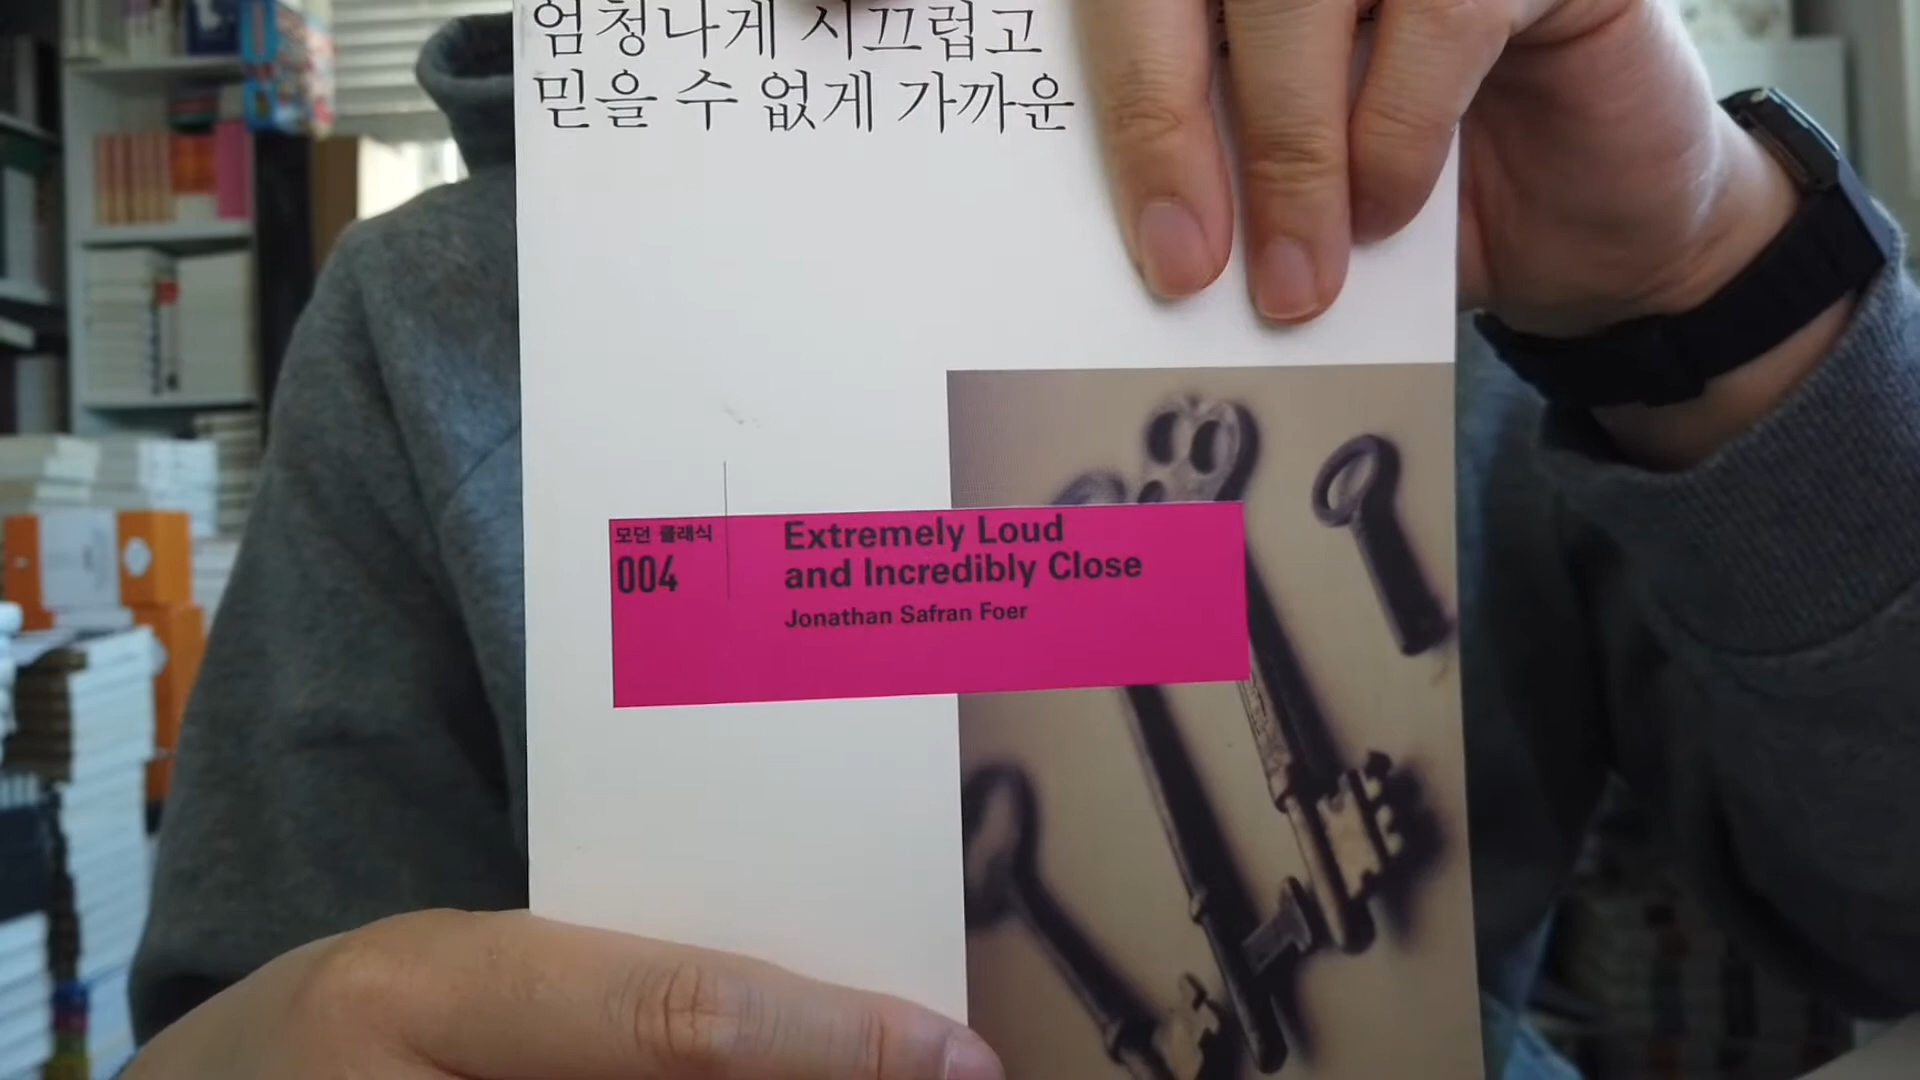 엄청나게 시끄럽고
믿을 수 없게 가까운
모던 클래식
004
Extremely Loud
and Incredibly Close
Jonathan Safran Foer